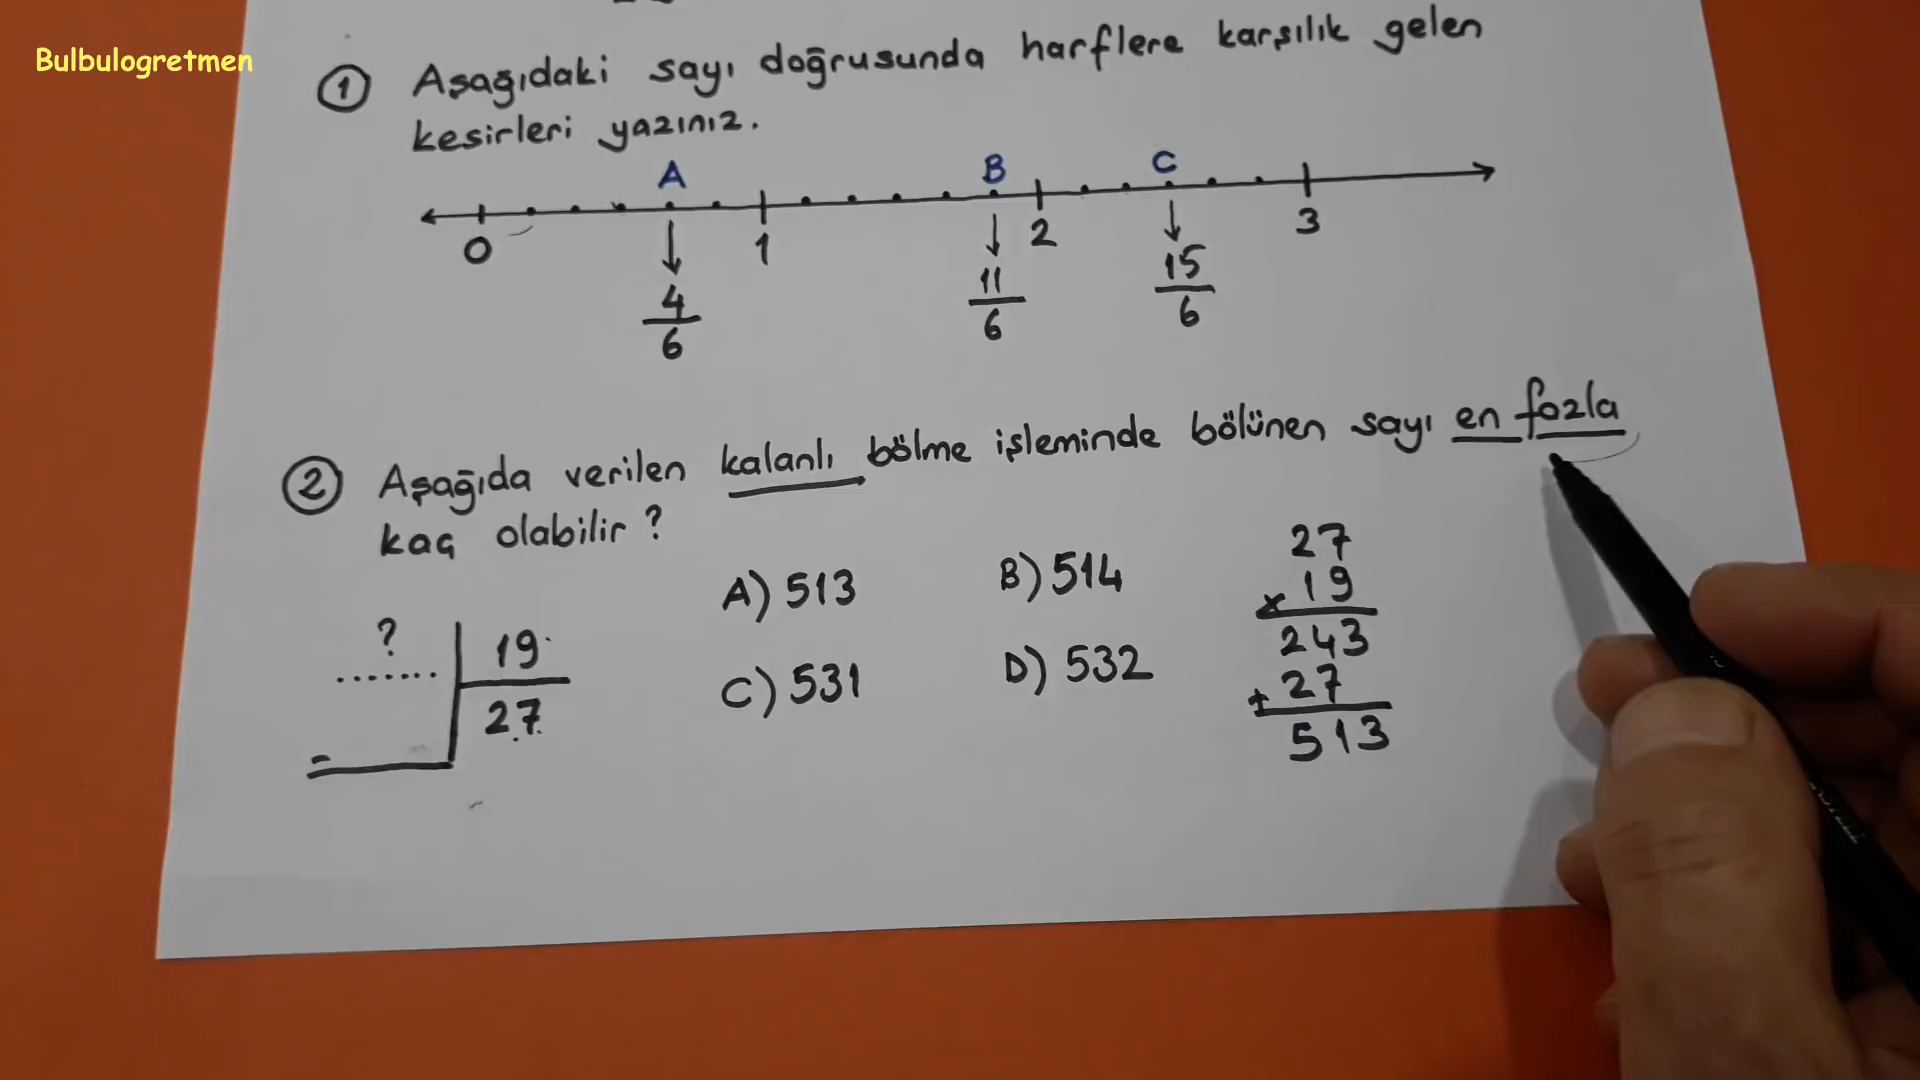 Bulbulogretmen
1 Aşağıdaki sayı doğrusunda harflere karşılık gelen
kesirleri yazınız.
A B C
0 1 2 3
4/6 11/6 15/6
2 Aşağıda verilen kalanlı bölme işleminde bölünen sayı en fazla
kaç olabilir?
A) 513 B) 514
C) 531 D) 532
? 19
....... 27
-
27
x 19
243
+ 27
513